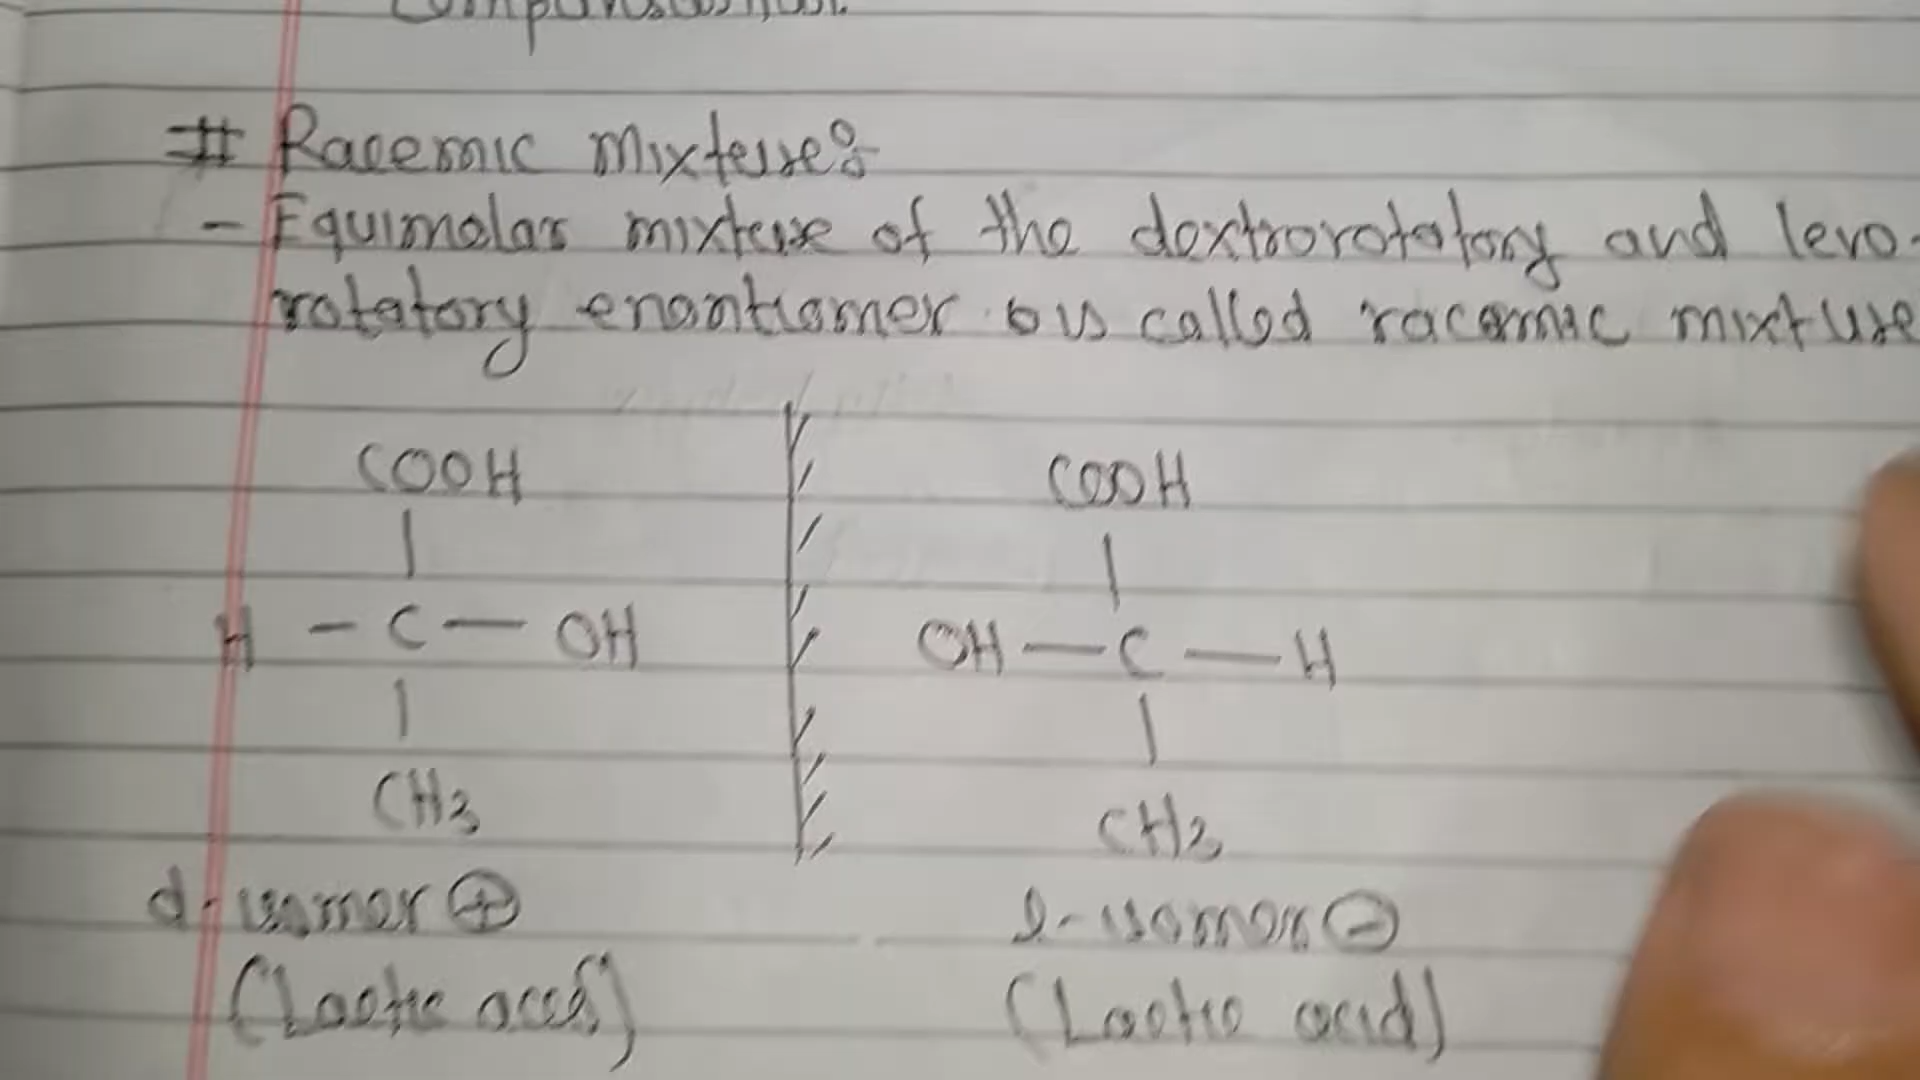 # Racemic mixture:
- Equimolar mixture of the dextrorotatory and levo-
rotatory enantiomer is called racemic mixture
COOH COOH
H - C - OH OH - C - H
CH3 CH3
d-isomer ⊕ l-isomer ⊖
(Lactic acid) (Lactic acid)